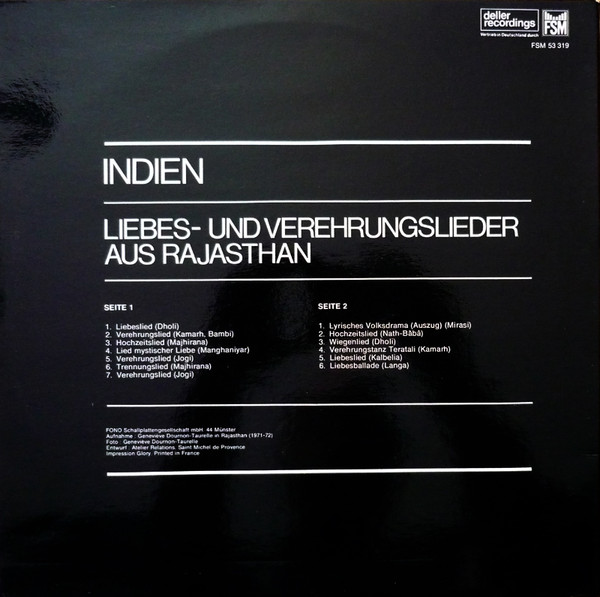 deller
recordings
FSM
Vertrieb in Deutschland durch
FSM 53 319
INDIEN
LIEBES- UND VEREHRUNGSLIEDER
AUS RAJASTHAN
SEITE 1
1. Liebeslied (Dholi)
2. Verehrungslied (Kamarh, Bambi)
3. Hochzeitslied (Majhirana)
4. Lied mystischer Liebe (Manghaniyar)
5. Verehrungslied (Jogi)
6. Trennungslied (Majhirana)
7. Verehrungslied (Jogi)
SEITE 2
1. Lyrisches Volksdrama (Auszug) (Mirasi)
2. Hochzeitslied (Nath-Bâbâ)
3. Wiegenlied (Dholi)
4. Verehrungstanz Teratali (Kamarh)
5. Liebeslied (Kalbelia)
6. Liebesballade (Langa)
FONO Schallplattengesellschaft mbH 44 Münster
Aufnahme : Geneviève Dournon-Taurelle in Rajasthan (1971-72)
Foto : Geneviève Dournon-Taurelle
Entwurf : Atelier Relations. Saint Michel de Provence
Impression Glory. Printed in France